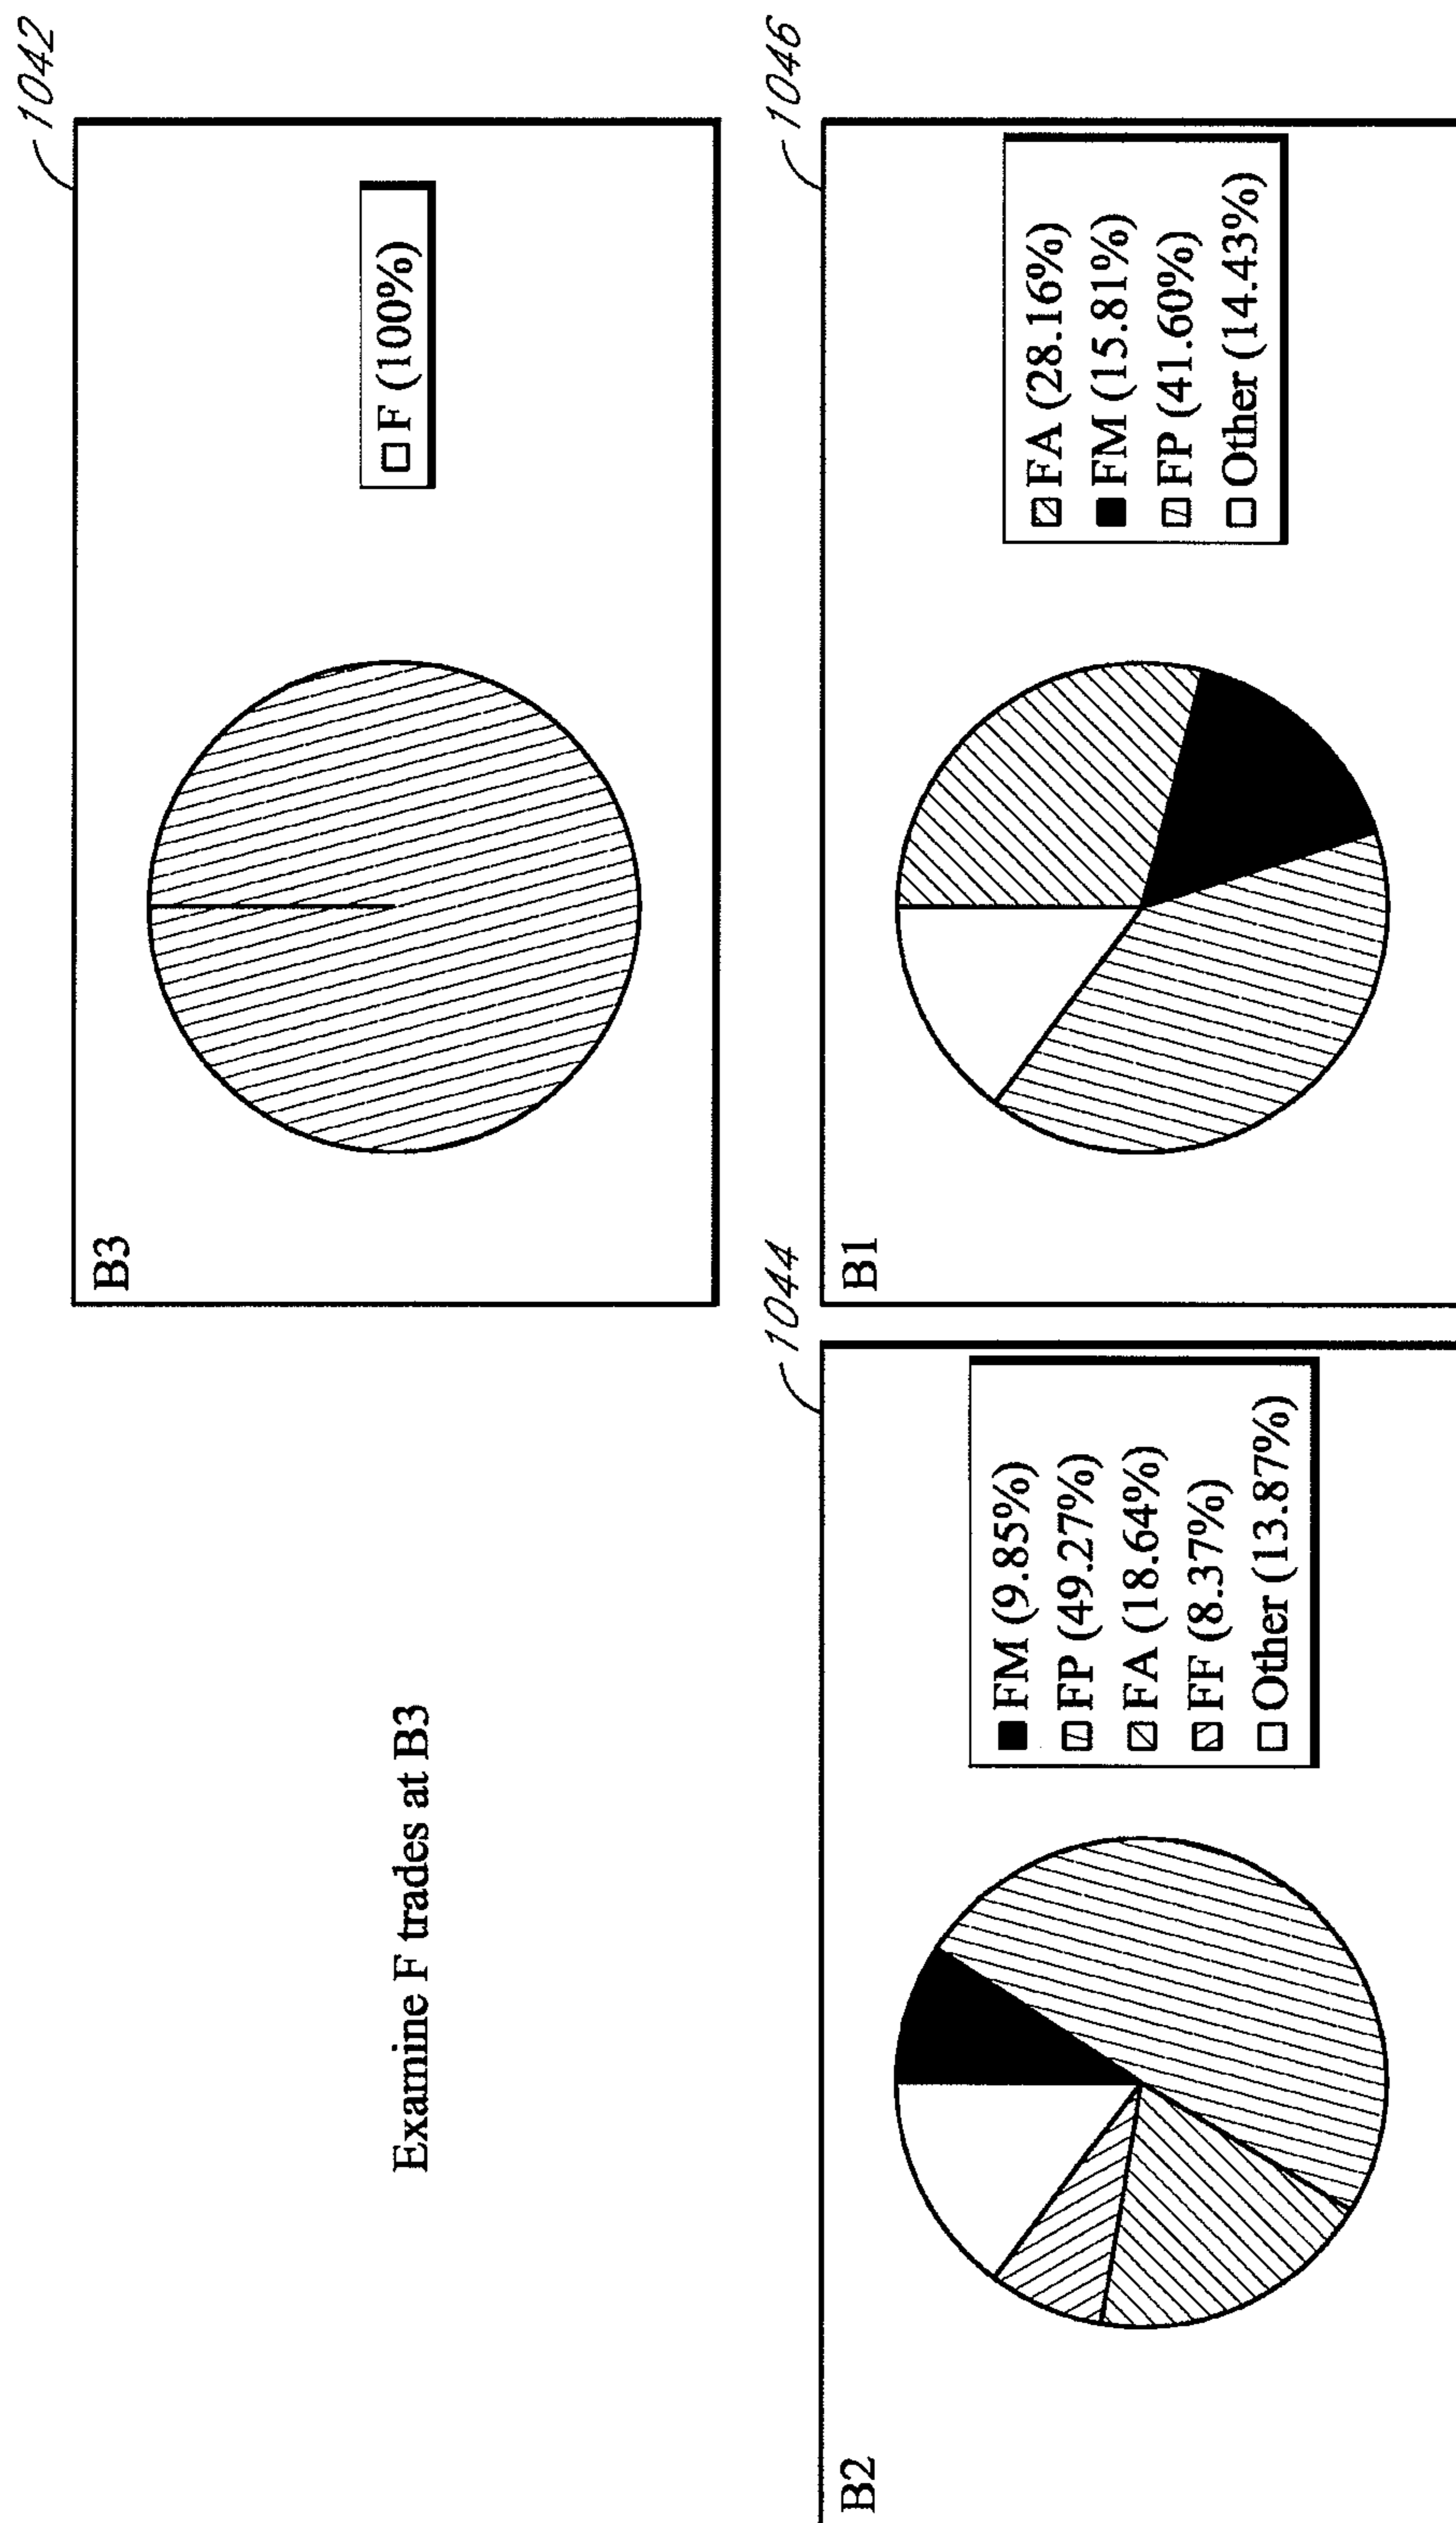 1042
B3
F (100%)
Examine F trades at B3
1044
B2
FM (9.85%)
FP (49.27%)
FA (18.64%)
FF (8.37%)
Other (13.87%)
1046
B1
FA (28.16%)
FM (15.81%)
FP (41.60%)
Other (14.43%)